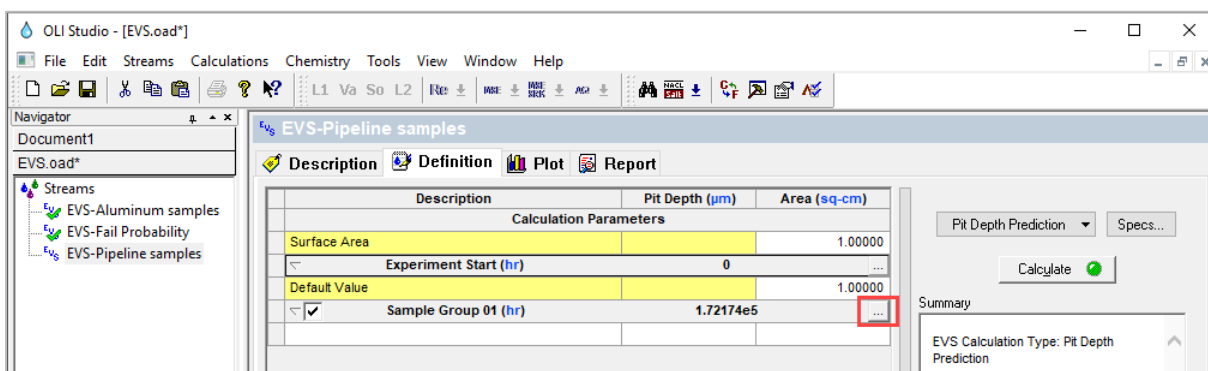 OLI Studio - [EVS.oad*]
File Edit Streams Calculations Chemistry Tools View Window Help
L1 Va So L2
Navigator
Document1
EVS.oad*
Streams
EVS-Aluminum samples
EVS-Fail Probability
EVS-Pipeline samples
EVS EVS-Pipeline samples
Description Definition Plot Report
Description Pit Depth (µm) Area (sq-cm)
Calculation Parameters
Surface Area 1.00000
Experiment Start (hr) 0 ...
Default Value 1.00000
Sample Group 01 (hr) 1.72174e5 ...
Pit Depth Prediction Specs...
Calculate
Summary
EVS Calculation Type: Pit Depth
Prediction